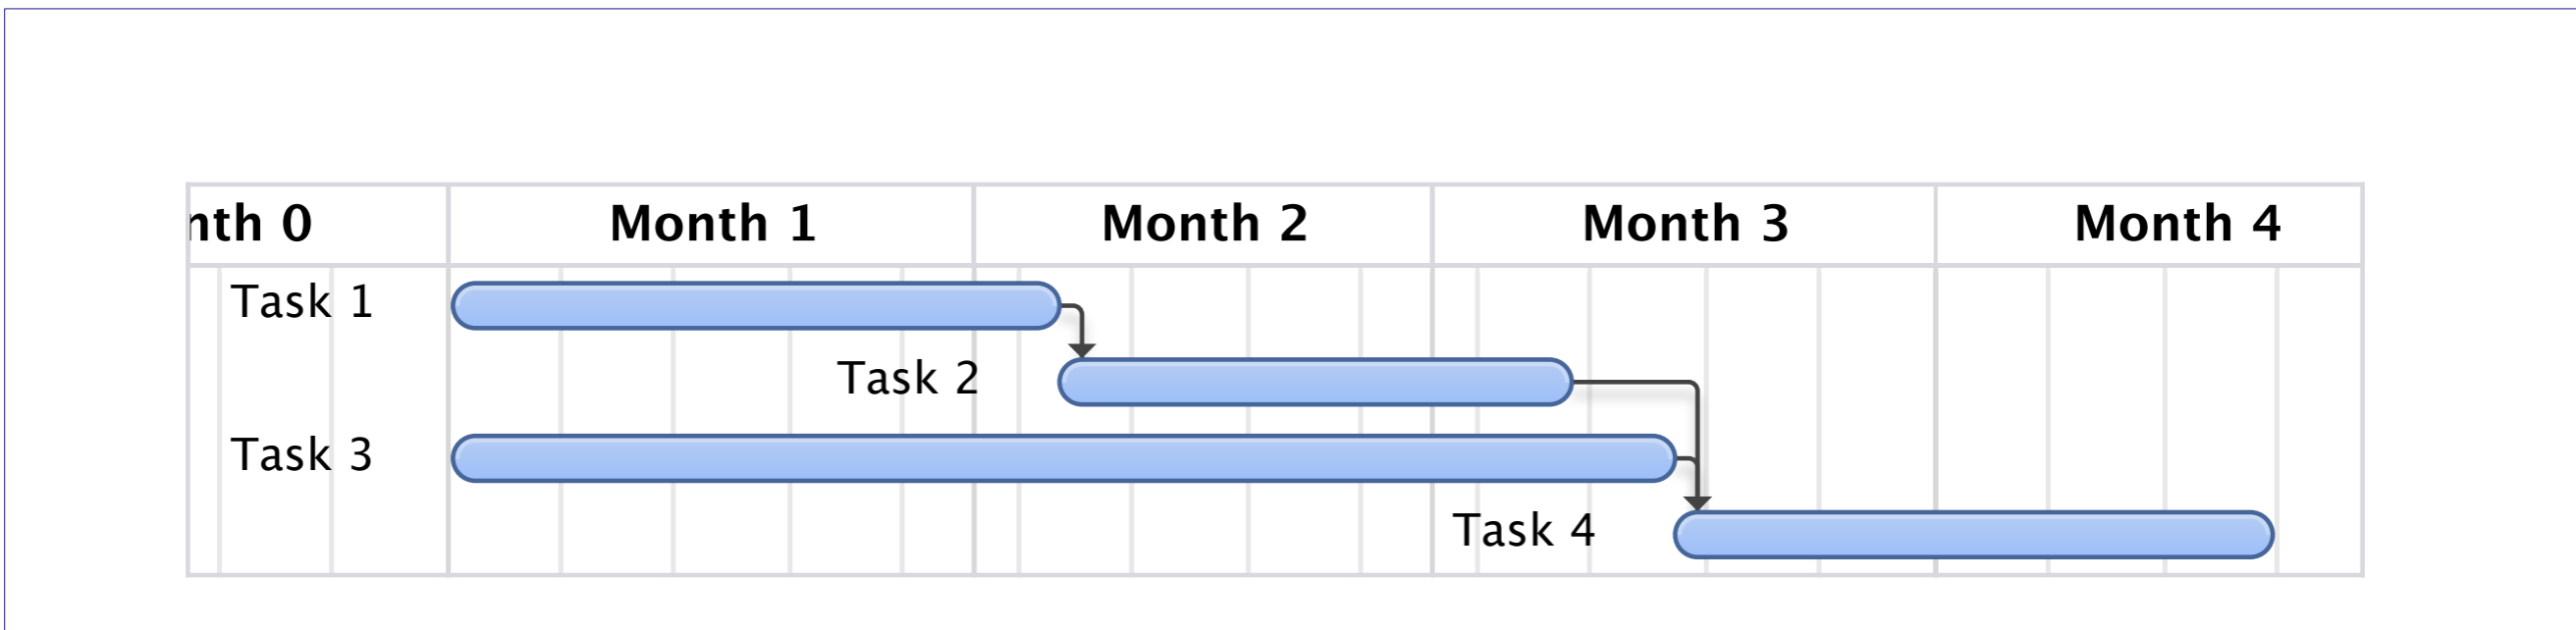 nth 0 Month 1 Month 2 Month 3 Month 4
Task 1
Task 2
Task 3
Task 4